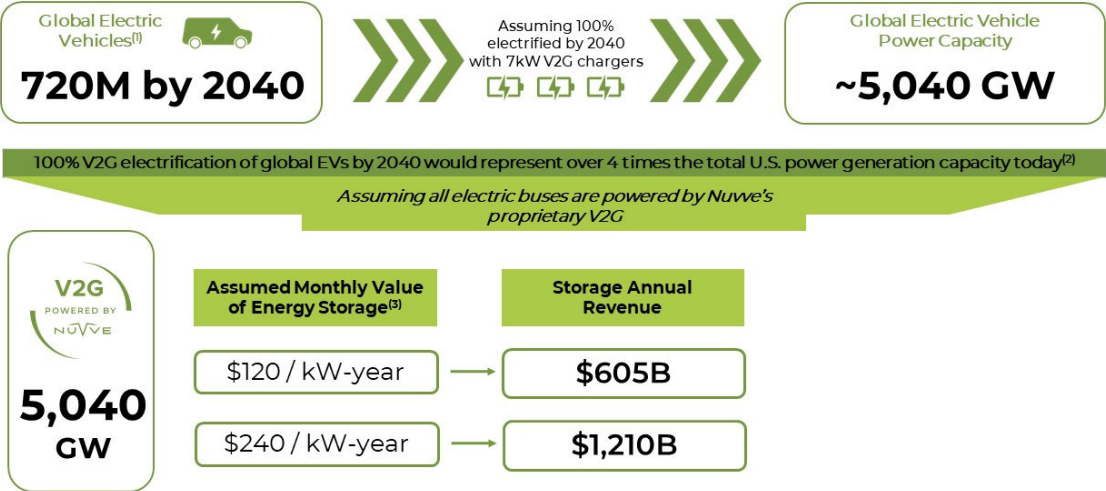 Global Electric
Vehicles(1)
720M by 2040
Assuming 100%
electrified by 2040
with 7kW V2G chargers
Global Electric Vehicle
Power Capacity
~5,040 GW
100% V2G electrification of global EVs by 2040 would represent over 4 times the total U.S. power generation capacity today(2)
Assuming all electric buses are powered by Nuvve's
proprietary V2G
V2G
POWERED BY
NUVVE
5,040
GW
Assumed Monthly Value
of Energy Storage(3)
Storage Annual
Revenue
$120 / kW-year
$605B
$240 / kW-year
$1,210B